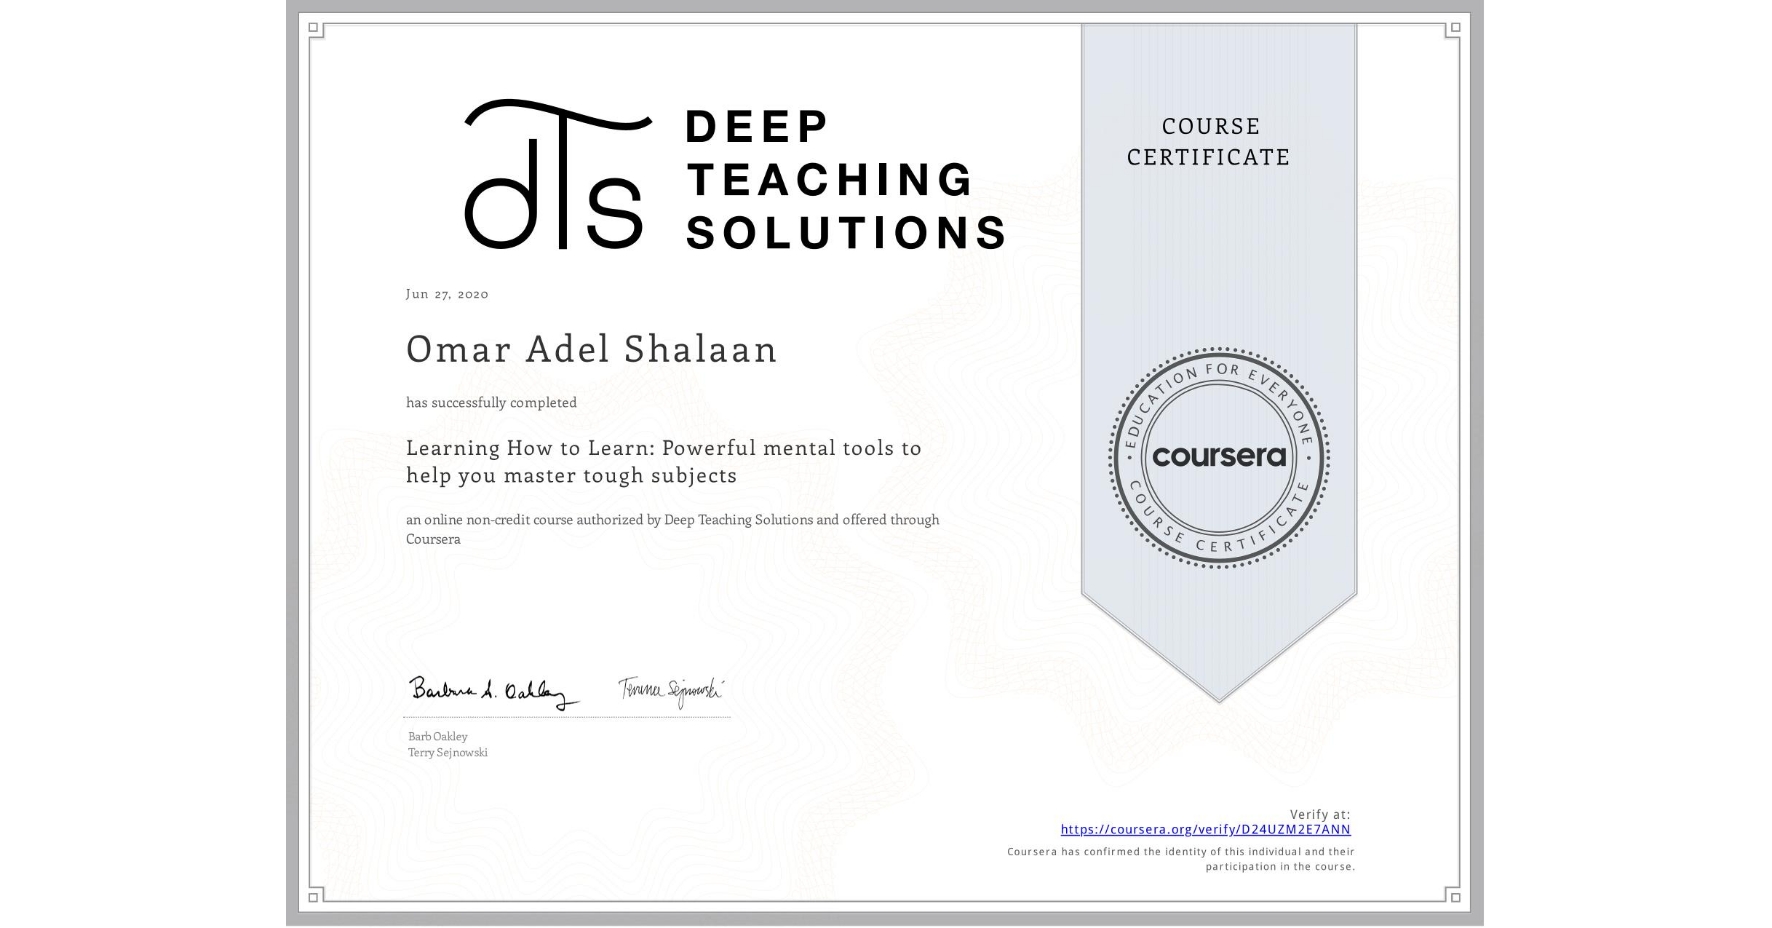 dTs
DEEP
TEACHING
SOLUTIONS
COURSE
CERTIFICATE
Jun 27, 2020
Omar Adel Shalaan
has successfully completed
Learning How to Learn: Powerful mental tools to
help you master tough subjects
an online non-credit course authorized by Deep Teaching Solutions and offered through
Coursera
EDUCATION FOR EVERYONE
coursera
COURSE CERTIFICATE
Barbara A. Oakley Terrence Sejnowski
Barb Oakley
Terry Sejnowski
Verify at:
https://coursera.org/verify/D24UZM2E7ANN
Coursera has confirmed the identity of this individual and their
participation in the course.